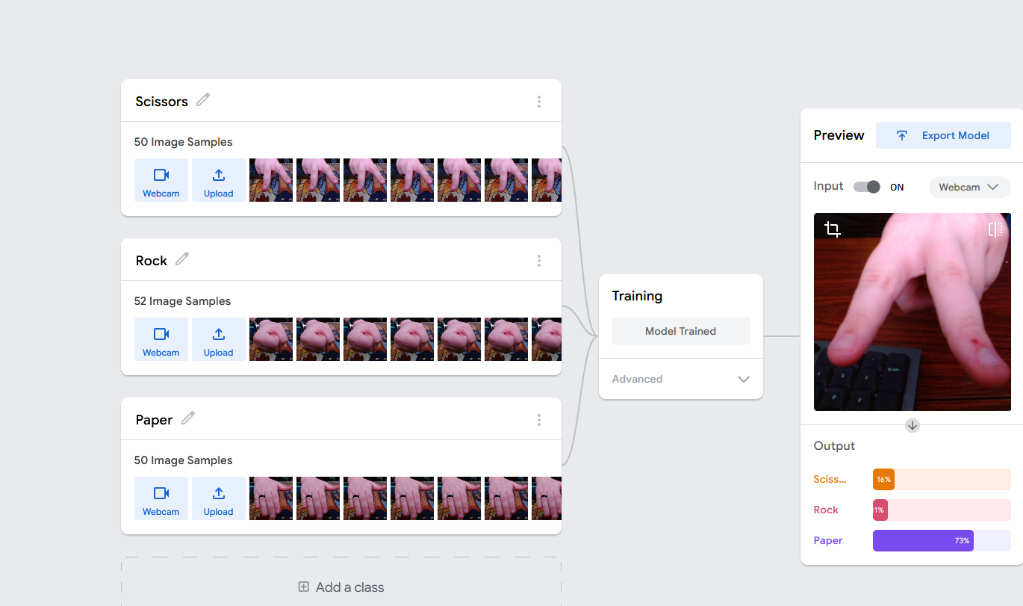 Scissors
50 Image Samples
Webcam
Upload
Rock
52 Image Samples
Webcam
Upload
Paper
50 Image Samples
Webcam
Upload
Add a class
Training
Model Trained
Advanced
Preview
Export Model
Input
ON
Webcam
Output
Sciss...
16%
Rock
1%
Paper
73%